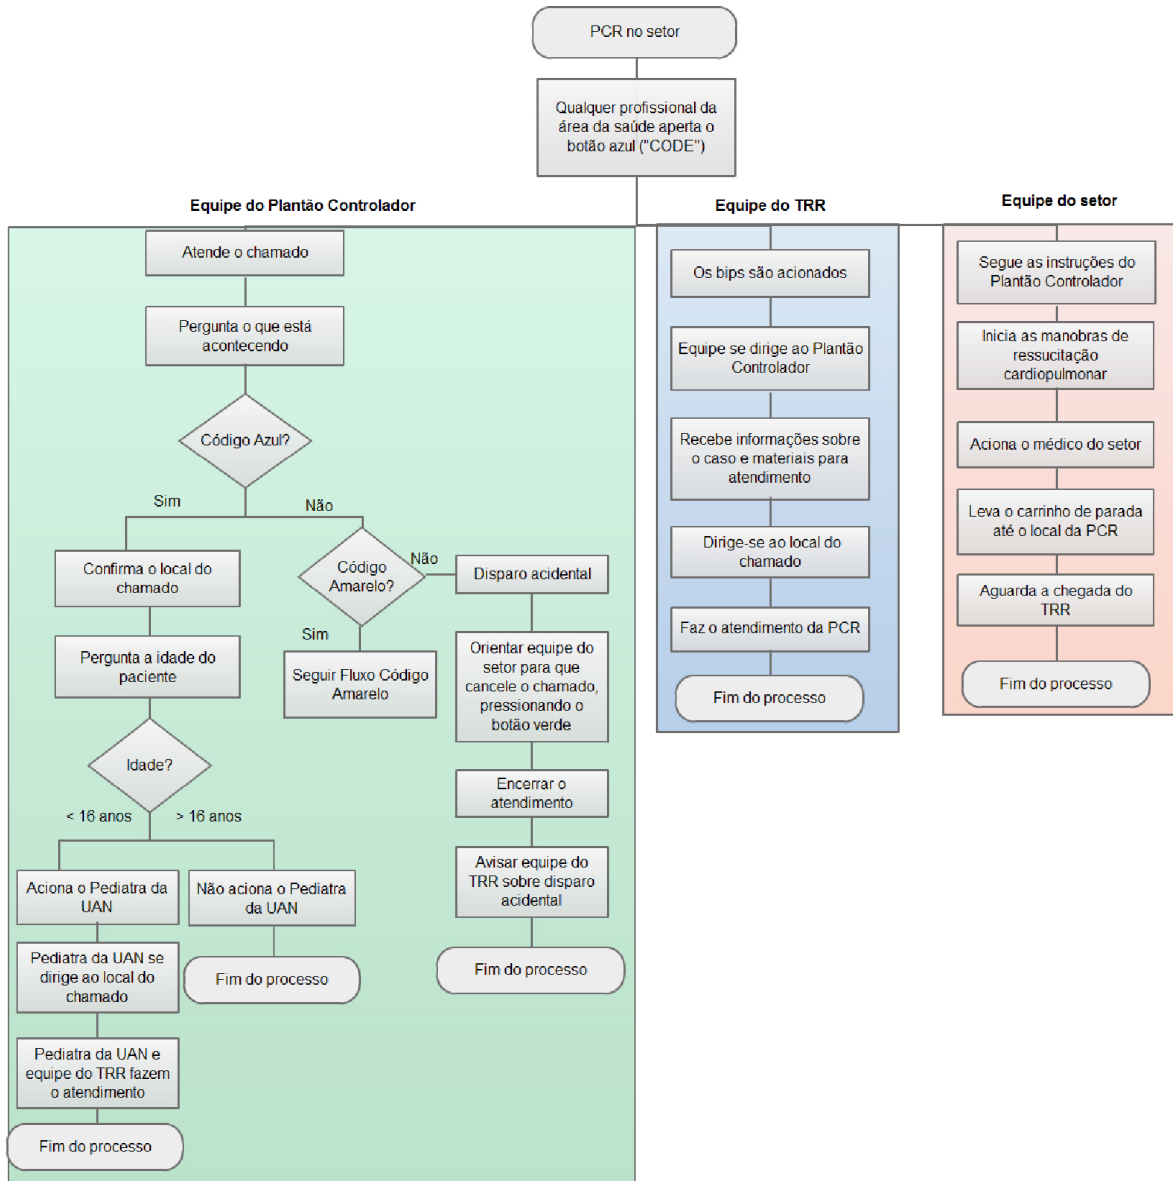 PCR no setor
Qualquer profissional da
área da saúde aperta o
botão azul ("CODE")
Equipe do Plantão Controlador
Atende o chamado
Pergunta o que está
acontecendo
Código Azul?
Sim
Não
Confirma o local do
chamado
Pergunta a idade do
paciente
Idade?
< 16 anos
> 16 anos
Aciona o Pediatra da
UAN
Pediatra da UAN se
dirige ao local do
chamado
Pediatra da UAN e
equipe do TRR fazem
o atendimento
Fim do processo
Não aciona o Pediatra
da UAN
Fim do processo
Código
Amarelo?
Sim
Seguir Fluxo Código
Amarelo
Não
Disparo acidental
Orientar equipe do
setor para que
cancele o chamado,
pressionando o
botão verde
Encerrar o
atendimento
Avisar equipe do
TRR sobre disparo
acidental
Fim do processo
Equipe do TRR
Os bips são acionados
Equipe se dirige ao Plantão
Controlador
Recebe informações sobre
o caso e materiais para
atendimento
Dirige-se ao local do
chamado
Faz o atendimento da PCR
Fim do processo
Equipe do setor
Segue as instruções do
Plantão Controlador
Inicia as manobras de
ressucitação
cardiopulmonar
Aciona o médico do setor
Leva o carrinho de parada
até o local da PCR
Aguarda a chegada do
TRR
Fim do processo